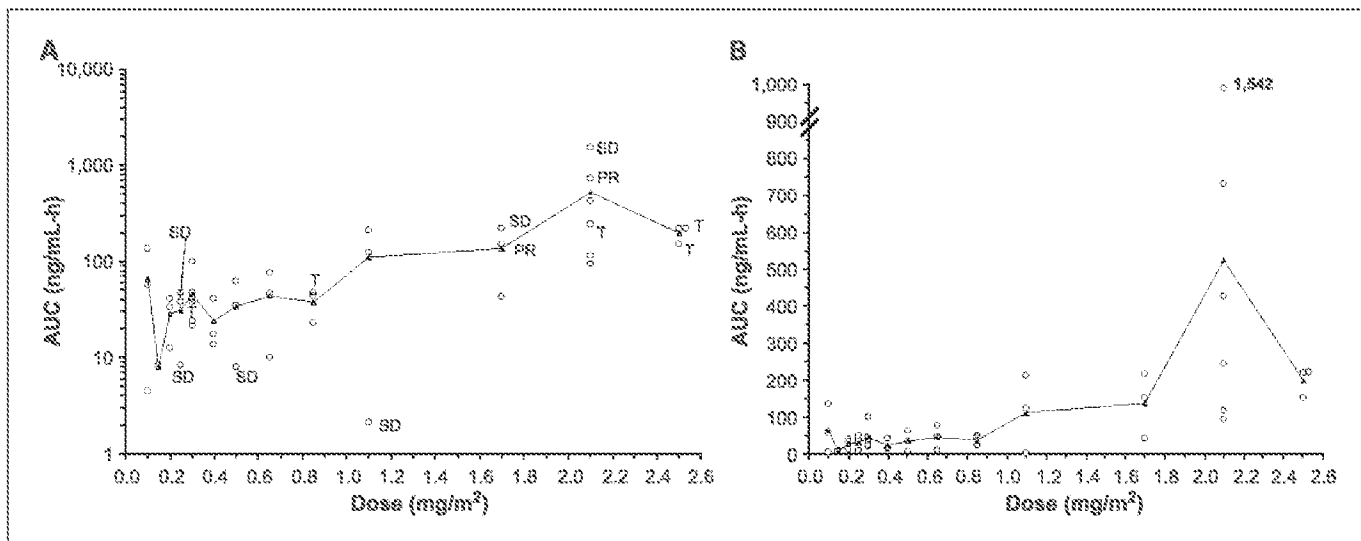 A
10,000
1,000
100
10
1
AUC (ng/mL-h)
SD
SD
SD
T
SD
SD
PR
SD
PR
T
T
T
0.0 0.2 0.4 0.6 0.8 1.0 1.2 1.4 1.6 1.8 2.0 2.2 2.4 2.6
Dose (mg/m²)
B
1,000
900
800
700
600
500
400
300
200
100
0
AUC (ng/mL-h)
1,542
0.0 0.2 0.4 0.6 0.8 1.0 1.2 1.4 1.6 1.8 2.0 2.2 2.4 2.6
Dose (mg/m²)